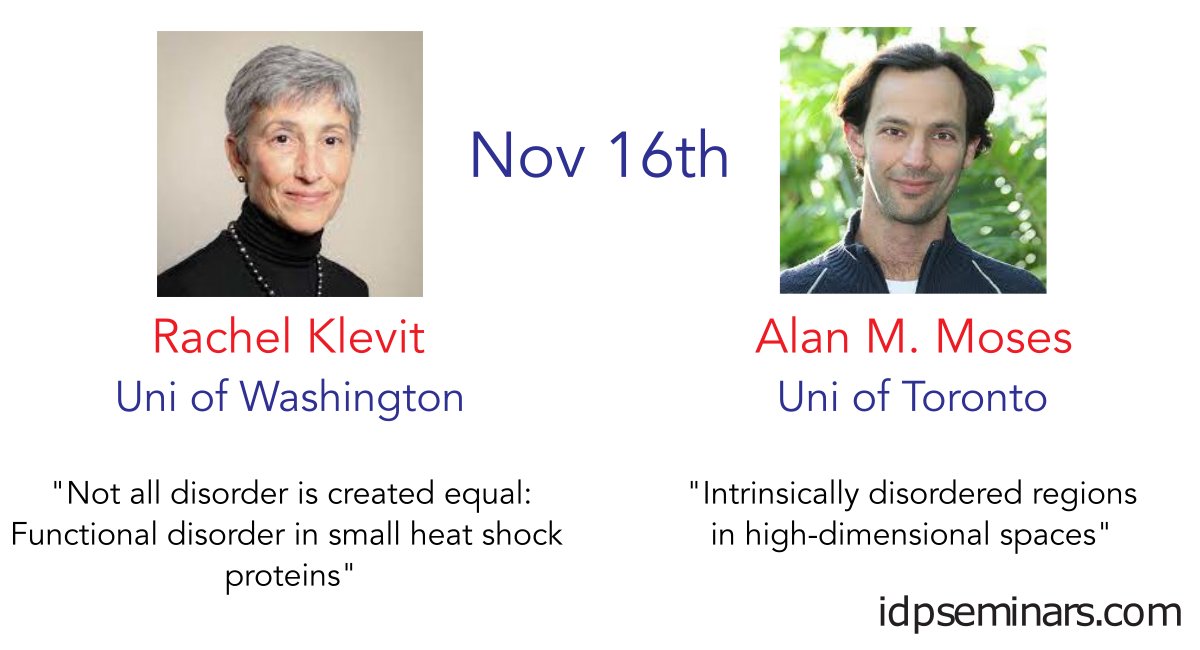 Nov 16th
Rachel Klevit
Uni of Washington
"Not all disorder is created equal:
Functional disorder in small heat shock
proteins"
Alan M. Moses
Uni of Toronto
"Intrinsically disordered regions
in high-dimensional spaces"
idpseminars.com